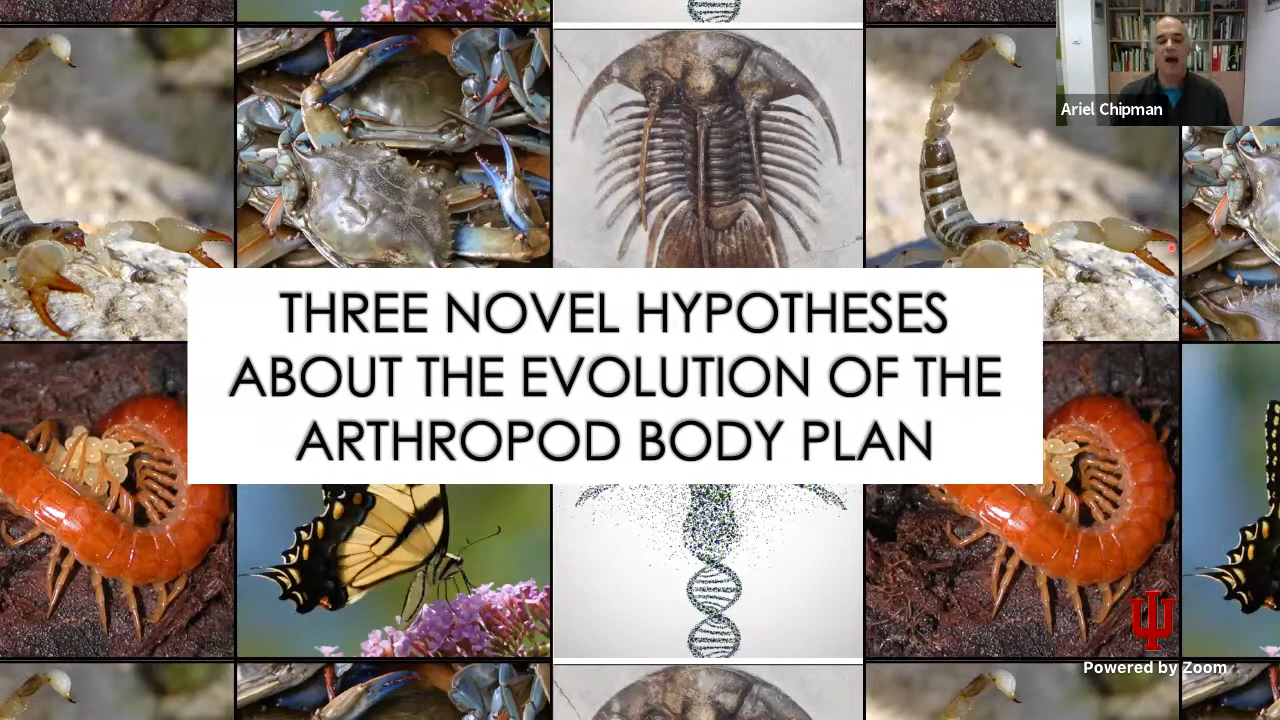 Ariel Chipman
THREE NOVEL HYPOTHESES
ABOUT THE EVOLUTION OF THE
ARTHROPOD BODY PLAN
Powered by Zoom